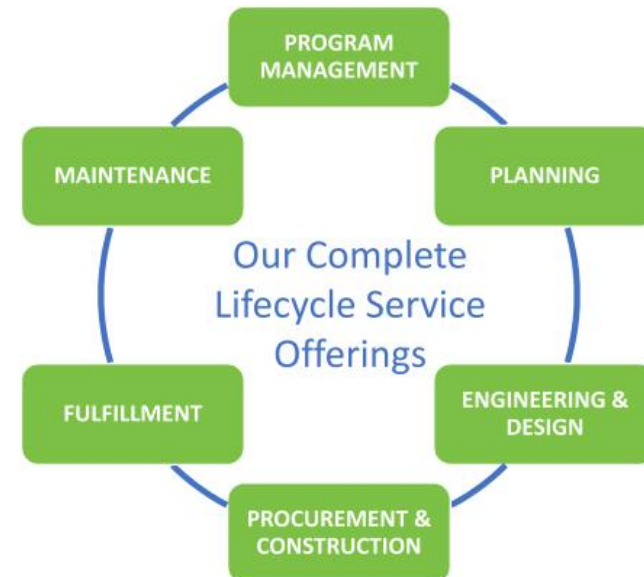 PROGRAM
MANAGEMENT
PLANNING
ENGINEERING &
DESIGN
PROCUREMENT &
CONSTRUCTION
FULFILLMENT
MAINTENANCE
Our Complete
Lifecycle Service
Offerings